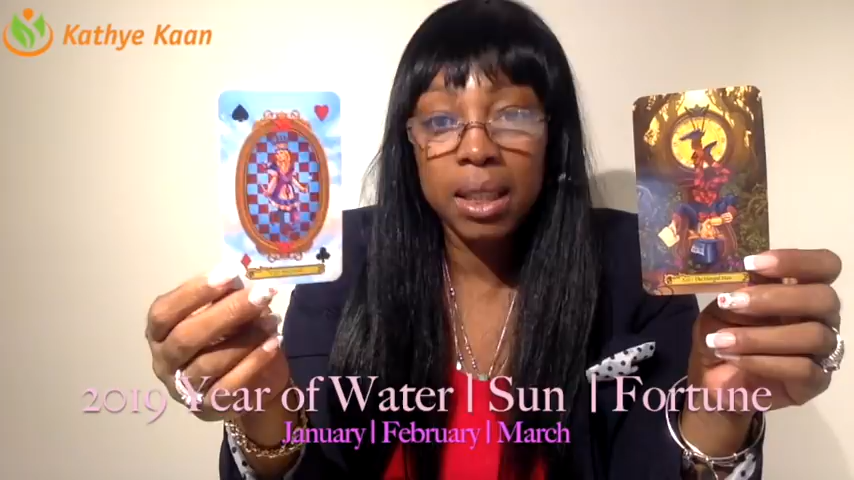 Kathye Kaan
2019 Year of Water | Sun | Fortune
January | February | March